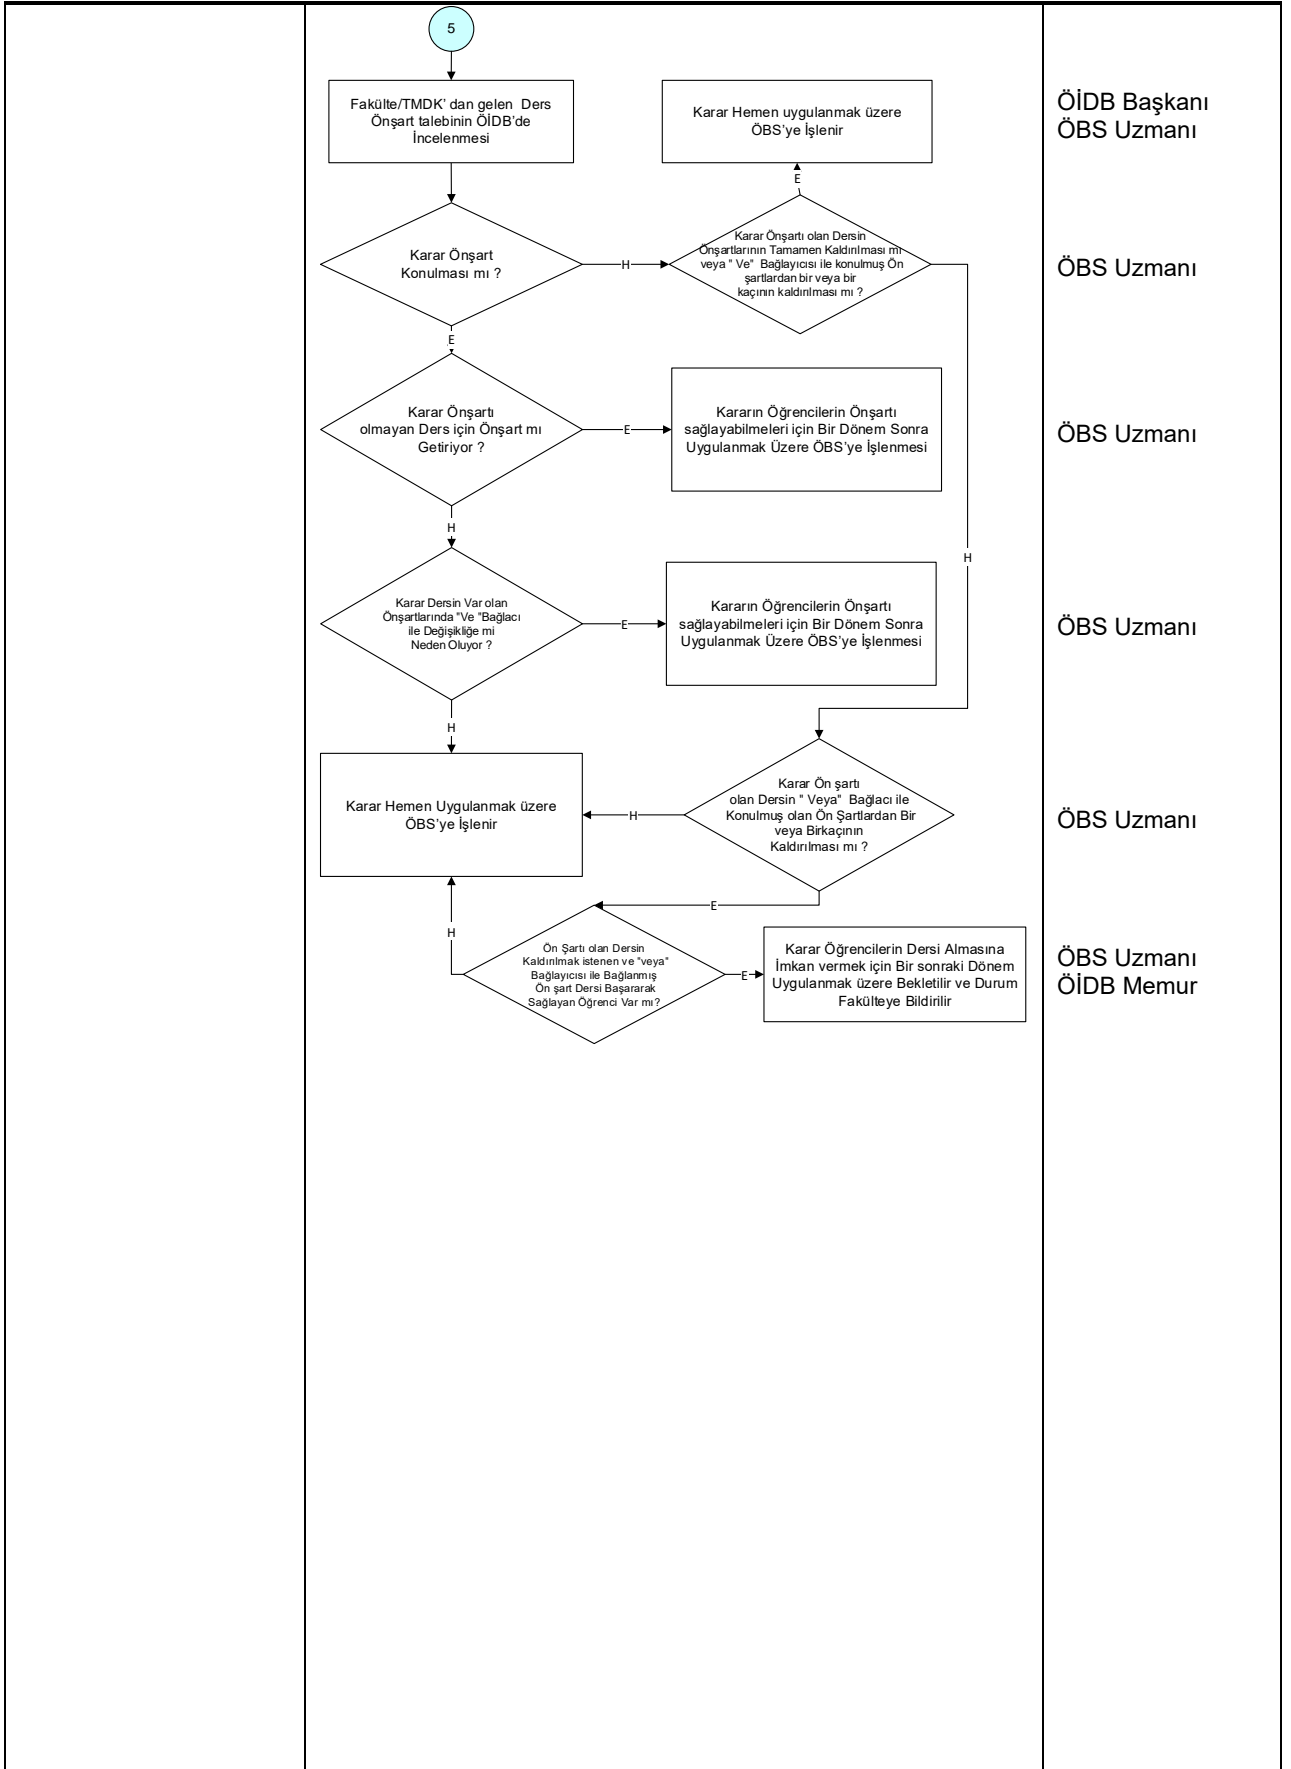 5
Fakülte/TMDK' dan gelen Ders
Önşart talebinin ÖİDB'de
İncelenmesi
Karar Hemen uygulanmak üzere
ÖBS'ye İşlenir
ÖİDB Başkanı
ÖBS Uzmanı
E
Karar Önşart
Konulması mı ?
H
Karar Önşartı olan Dersin
Önşartlarının Tamamen Kaldırılması mı
veya " Ve" Bağlayıcısı ile konulmuş Ön
şartlardan bir veya bir
kaçının kaldırılması mı ?
ÖBS Uzmanı
E
Karar Önşartı
olmayan Ders için Önşart mı
Getiriyor ?
E
Kararın Öğrencilerin Önşartı
sağlayabilmeleri için Bir Dönem Sonra
Uygulanmak Üzere ÖBS'ye İşlenmesi
ÖBS Uzmanı
H
H
Karar Dersin Var olan
Önşartlarında "Ve "Bağlacı
ile Değişikliğe mi
Neden Oluyor ?
E
Kararın Öğrencilerin Önşartı
sağlayabilmeleri için Bir Dönem Sonra
Uygulanmak Üzere ÖBS'ye İşlenmesi
ÖBS Uzmanı
H
Karar Hemen Uygulanmak üzere
ÖBS'ye İşlenir
H
Karar Ön şartı
olan Dersin " Veya" Bağlacı ile
Konulmuş olan Ön Şartlardan Bir
veya Birkaçının
Kaldırılması mı ?
ÖBS Uzmanı
E
H
Ön Şartı olan Dersin
Kaldırılmak istenen ve "veya"
Bağlayıcısı ile Bağlanmış
Ön şart Dersi Başararak
Sağlayan Öğrenci Var mı?
E
Karar Öğrencilerin Dersi Almasına
İmkan vermek için Bir sonraki Dönem
Uygulanmak üzere Bekletilir ve Durum
Fakülteye Bildirilir
ÖBS Uzmanı
ÖİDB Memur